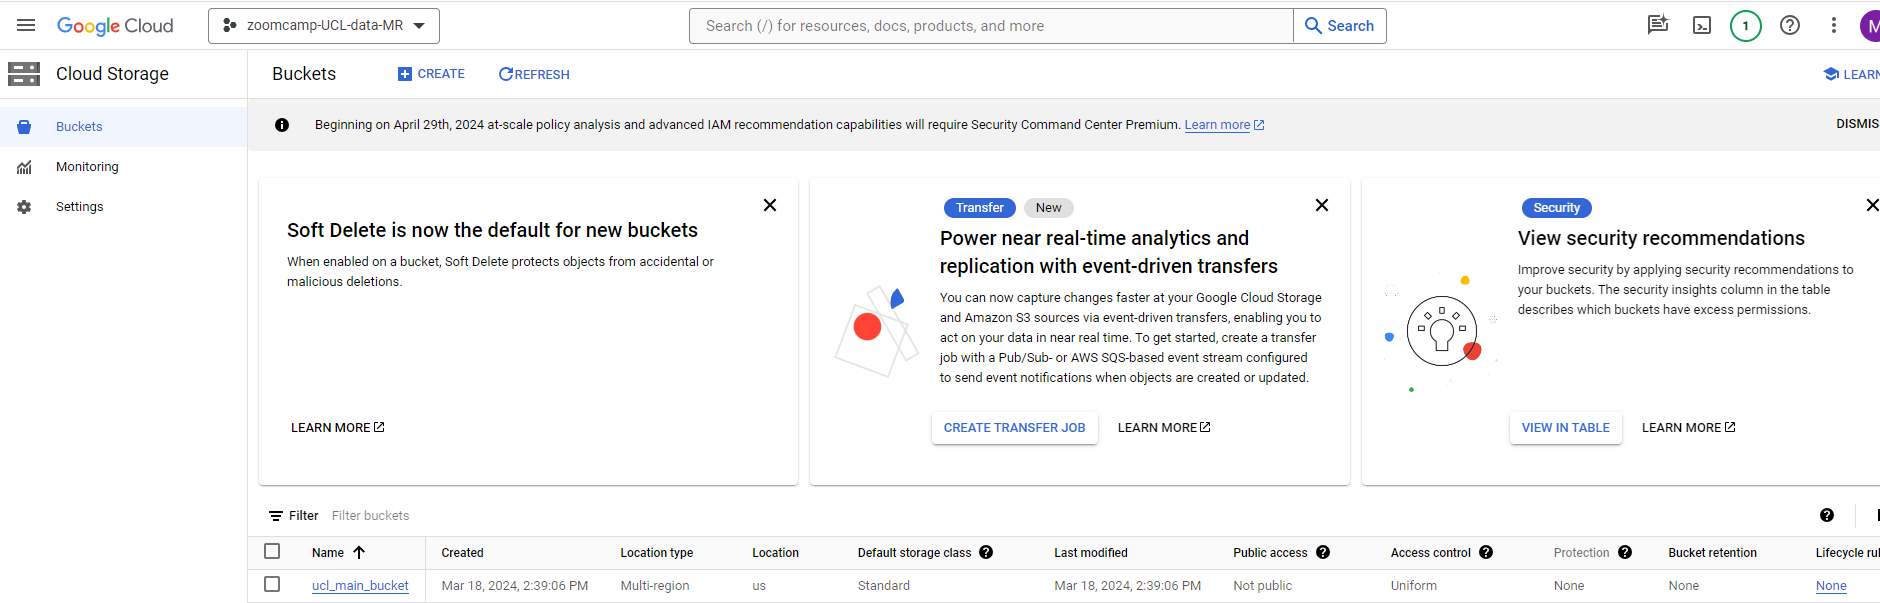 Google Cloud
zoomcamp-UCL-data-MR
Search (/) for resources, docs, products, and more
Search
1
M
Cloud Storage
Buckets
CREATE
REFRESH
LEARN
Buckets
Monitoring
Settings
Beginning on April 29th, 2024 at-scale policy analysis and advanced IAM recommendation capabilities will require Security Command Center Premium. Learn more
DISMIS
Soft Delete is now the default for new buckets
When enabled on a bucket, Soft Delete protects objects from accidental or
malicious deletions.
LEARN MORE
Transfer New
Power near real-time analytics and
replication with event-driven transfers
You can now capture changes faster at your Google Cloud Storage
and Amazon S3 sources via event-driven transfers, enabling you to
act on your data in near real time. To get started, create a transfer
job with a Pub/Sub- or AWS SQS-based event stream configured
to send event notifications when objects are created or updated.
CREATE TRANSFER JOB
LEARN MORE
Security
View security recommendations
Improve security by applying security recommendations to
your buckets. The security insights column in the table
describes which buckets have excess permissions.
VIEW IN TABLE
LEARN MORE
Filter Filter buckets
Name Created Location type Location Default storage class Last modified Public access Access control Protection Bucket retention Lifecycle rul
ucl_main_bucket Mar 18, 2024, 2:39:06 PM Multi-region us Standard Mar 18, 2024, 2:39:06 PM Not public Uniform None None None